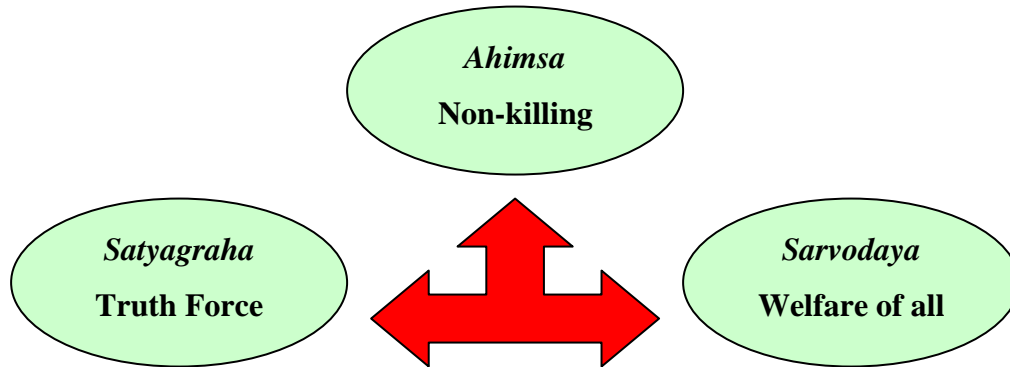 Ahimsa
Non-killing
Satyagraha
Truth Force
Sarvodaya
Welfare of all